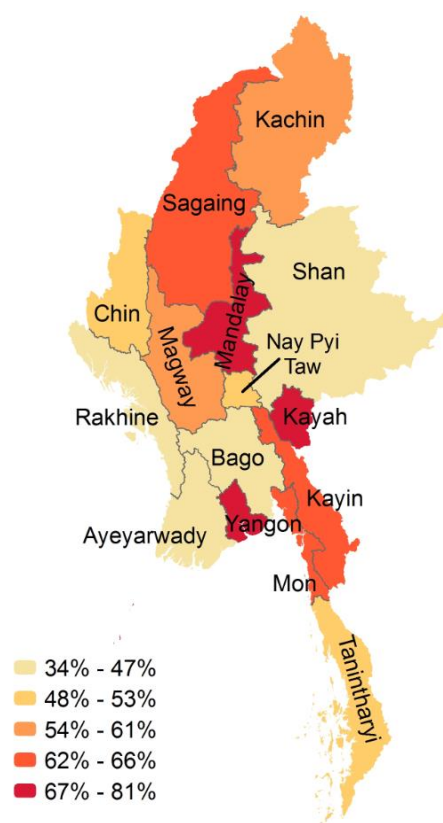 Kachin
Sagaing
Shan
Mandalay
Chin
Magway
Nay Pyi
Taw
Rakhine
Kayah
Bago
Kayin
Yangon
Ayeyarwady
Mon
Tanintharyi
34% - 47%
48% - 53%
54% - 61%
62% - 66%
67% - 81%